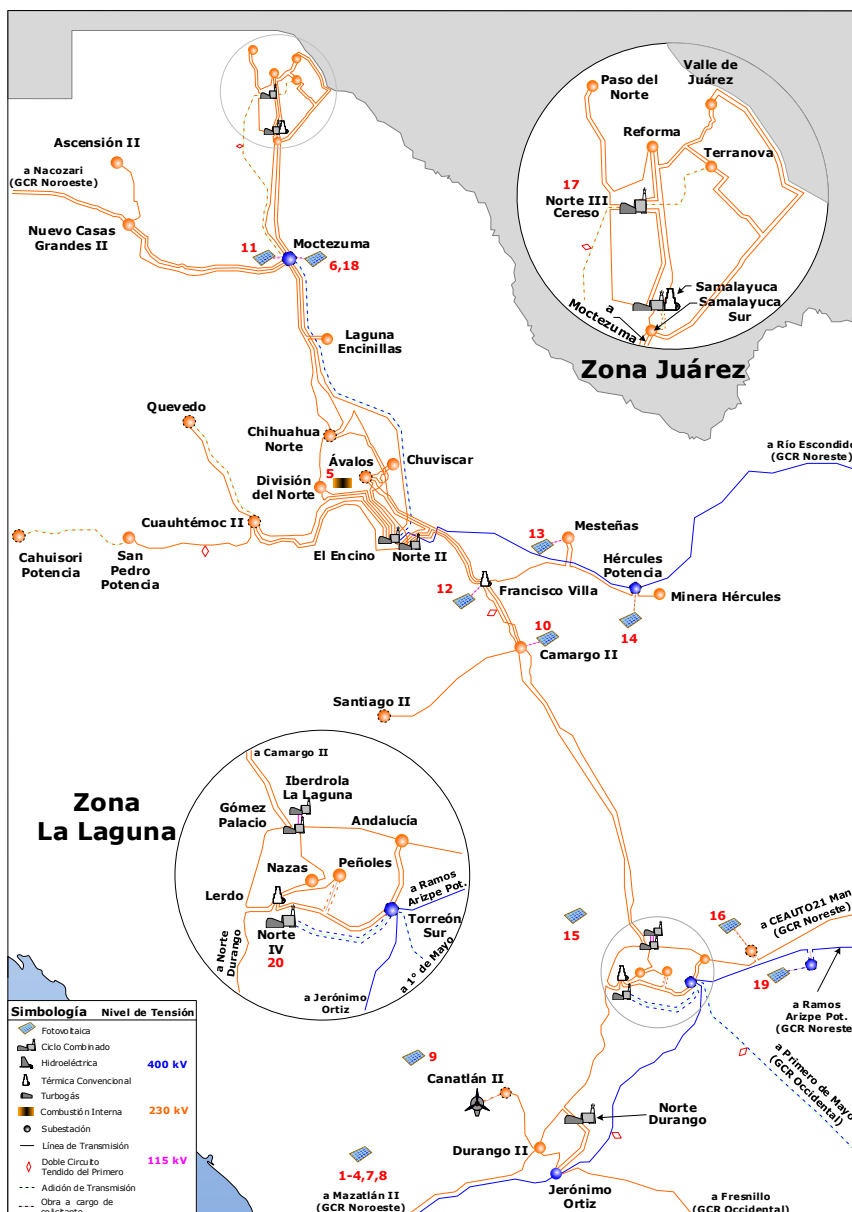 Paso del
Norte
Valle de
Juárez
Reforma
Terranova
17
Norte III
Cereso
Samalayuca
Samalayuca
Sur
a
Moctezuma
Zona Juárez
Ascensión II
a Nacozari
(GCR Noroeste)
Nuevo Casas
Grandes II
11
Moctezuma
6,18
Laguna
Encinillas
Quevedo
Chihuahua
Norte
Ávalos
5
Chuviscar
División
del Norte
Cuauhtémoc II
a Río Escondido
(GCR Noreste)
Cahuisori
Potencia
San
Pedro
Potencia
El Encino
Norte II
13
Mesteñas
Hércules
Potencia
12
Francisco Villa
Minera Hércules
10
14
Camargo II
Santiago II
Zona
La Laguna
a Camargo II
Iberdrola
La Laguna
Gómez
Palacio
Andalucía
Nazas
Peñoles
Lerdo
a Ramos
Arizpe Pot.
Norte
IV
20
Torreón
Sur
a Norte
Durango
a 1º de Mayo
a Jerónimo
Ortiz
15
16
a CEAUTO21 Man
(GCR Noreste)
19
a Ramos
Arizpe Pot.
(GCR Noreste)
a Primero de Mayo
(GCR Occidental)
9
Canatlán II
Norte
Durango
Durango II
1-4,7,8
a Mazatlán II
(GCR Noroeste)
Jerónimo
Ortiz
a Fresnillo
(GCR Occidental)
Simbología Nivel de Tensión
Fotovoltaica
Ciclo Combinado
Hidroeléctrica 400 kV
Térmica Convencional
Turbogás
Combustión Interna 230 kV
Subestación
Línea de Transmisión
Doble Circuito
Tendido del Primero 115 kV
Adición de Transmisión
Obra a cargo de